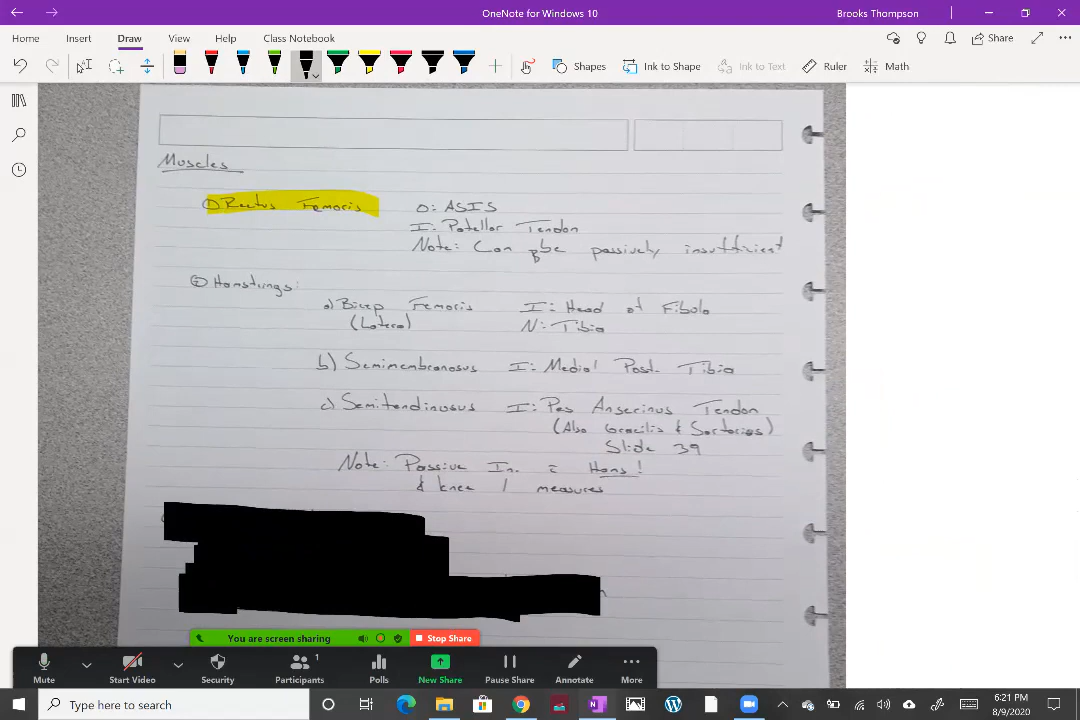 OneNote for Windows 10
Brooks Thompson
Home Insert Draw View Help Class Notebook
Share
Shapes Ink to Shape Ink to Text Ruler Math
Muscles
① Rectus Femoris O: ASIS
I: Patellar Tendon
Note: Can be passively insufficient
② Hamstrings:
a) Bicep Femoris I: Head of Fibula
(Lateral) N: Tibia
b) Semimembranosus I: Medial Post. Tibia
c) Semitendinosus I: Pes Anserinus Tendon
(Also Gracilis & Sartorius)
Slide 39
Note: Passive In. Hams!
& knee measures
You are screen sharing Stop Share
1
Mute Start Video Security Participants Polls New Share Pause Share Annotate More
Type here to search
6:21 PM
8/9/2020